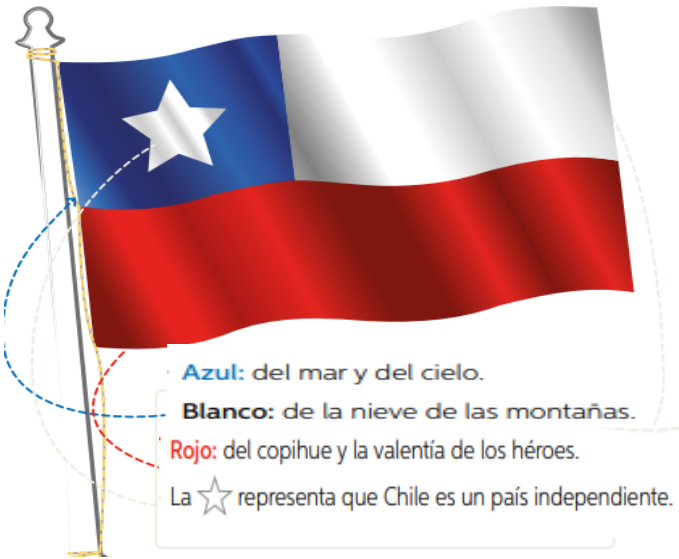 Azul: del mar y del cielo.
Blanco: de la nieve de las montañas.
Rojo: del copihue y la valentía de los héroes.
La ☆ representa que Chile es un país independiente.